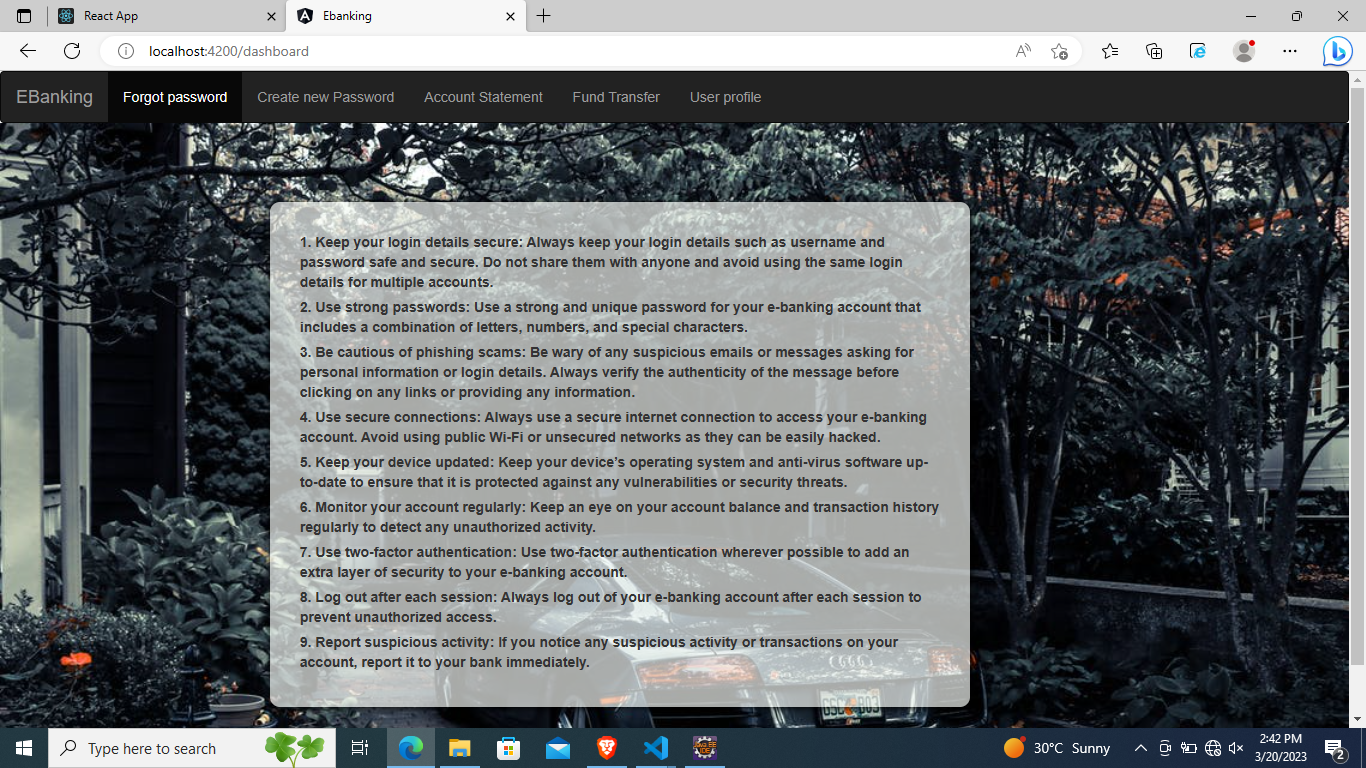 React App
Ebanking
localhost:4200/dashboard
EBanking
Forgot password
Create new Password
Account Statement
Fund Transfer
User profile
1. Keep your login details secure: Always keep your login details such as username and
password safe and secure. Do not share them with anyone and avoid using the same login
details for multiple accounts.
2. Use strong passwords: Use a strong and unique password for your e-banking account that
includes a combination of letters, numbers, and special characters.
3. Be cautious of phishing scams: Be wary of any suspicious emails or messages asking for
personal information or login details. Always verify the authenticity of the message before
clicking on any links or providing any information.
4. Use secure connections: Always use a secure internet connection to access your e-banking
account. Avoid using public Wi-Fi or unsecured networks as they can be easily hacked.
5. Keep your device updated: Keep your device's operating system and anti-virus software up-
to-date to ensure that it is protected against any vulnerabilities or security threats.
6. Monitor your account regularly: Keep an eye on your account balance and transaction history
regularly to detect any unauthorized activity.
7. Use two-factor authentication: Use two-factor authentication wherever possible to add an
extra layer of security to your e-banking account.
8. Log out after each session: Always log out of your e-banking account after each session to
prevent unauthorized access.
9. Report suspicious activity: If you notice any suspicious activity or transactions on your
account, report it to your bank immediately.
Type here to search
30°C Sunny
2:42 PM
3/20/2023
2